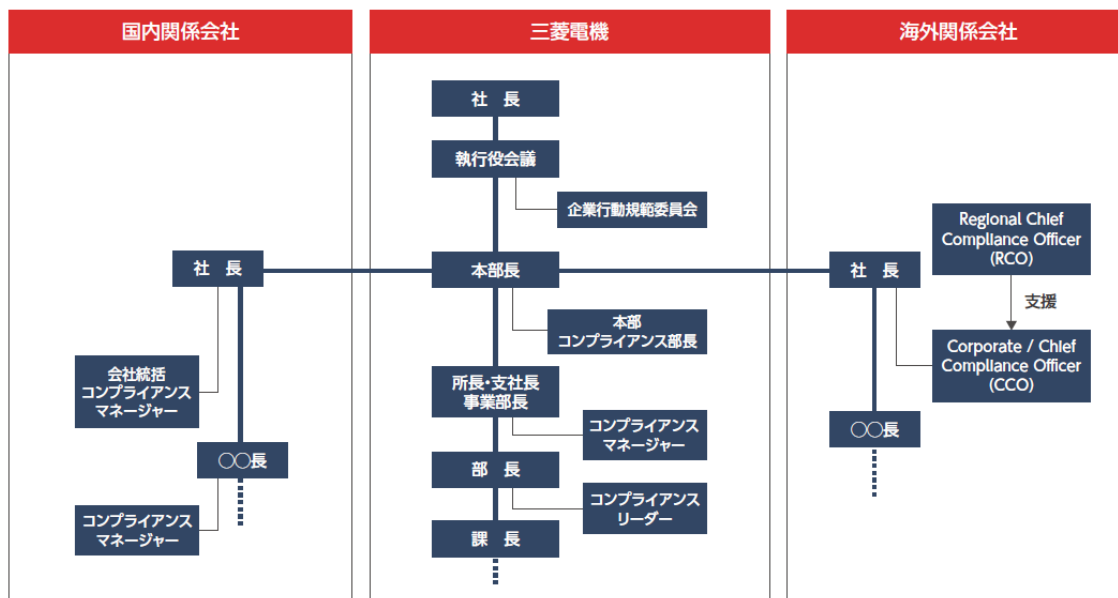 国内関係会社
社　長
会社統括
コンプライアンス
マネージャー
〇〇長
コンプライアンス
マネージャー
三菱電機
社　長
執行役会議
企業行動規範委員会
本部長
本部
コンプライアンス部長
所長・支社長
事業部長
コンプライアンス
マネージャー
部　長
コンプライアンス
リーダー
課　長
海外関係会社
社　長
Regional Chief
Compliance Officer
(RCO)
支援
Corporate / Chief
Compliance Officer
(CCO)
〇〇長